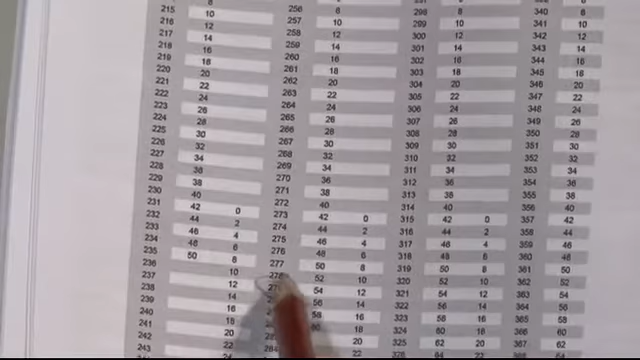 8 256 8 298 8 340 8
215 10 257 10 299 10 341 10
216 12 258 12 300 12 342 12
217 14 259 14 301 14 343 14
218 16 260 16 302 16 344 16
219 18 261 18 303 18 345 18
220 20 262 20 304 20 346 20
221 22 263 22 305 22 347 22
222 24 264 24 306 24 348 24
223 26 265 26 307 26 349 26
224 28 266 28 308 28 350 28
225 30 267 30 309 30 351 30
226 32 268 32 310 32 352 32
227 34 269 34 311 34 353 34
228 36 270 36 312 36 354 36
229 38 271 38 313 38 355 38
230 40 272 40 314 40 356 40
231 42 0 273 42 0 315 42 0 357 42
232 44 2 274 44 2 316 44 2 358 44
233 46 4 275 46 4 317 46 4 359 46
234 48 6 276 48 6 318 48 6 360 48
235 50 8 277 50 8 319 50 8 361 50
236 10 278 52 10 320 52 10 362 52
237 12 54 12 321 54 12 363 54
238 14 56 14 322 56 14 364 56
239 16 58 16 323 58 16 365 58
240 18 60 18 324 60 18 366 60
241 20 20 325 62 20 367 62
242 22 22
243